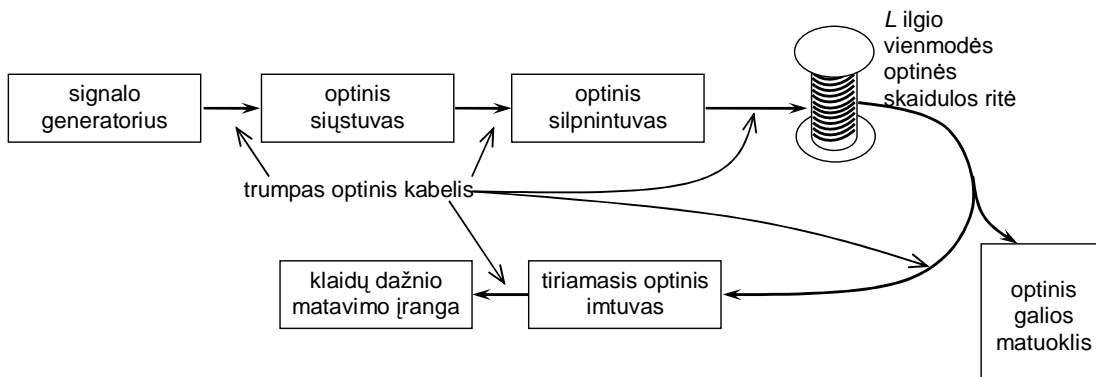 L ilgio
vienmodės
optinės
skaidulos ritė
signalo
generatorius
optinis
siųstuvas
optinis
silpnintuvas
trumpas optinis kabelis
klaidų dažnio
matavimo įranga
tiriamasis optinis
imtuvas
optinis
galios
matuoklis